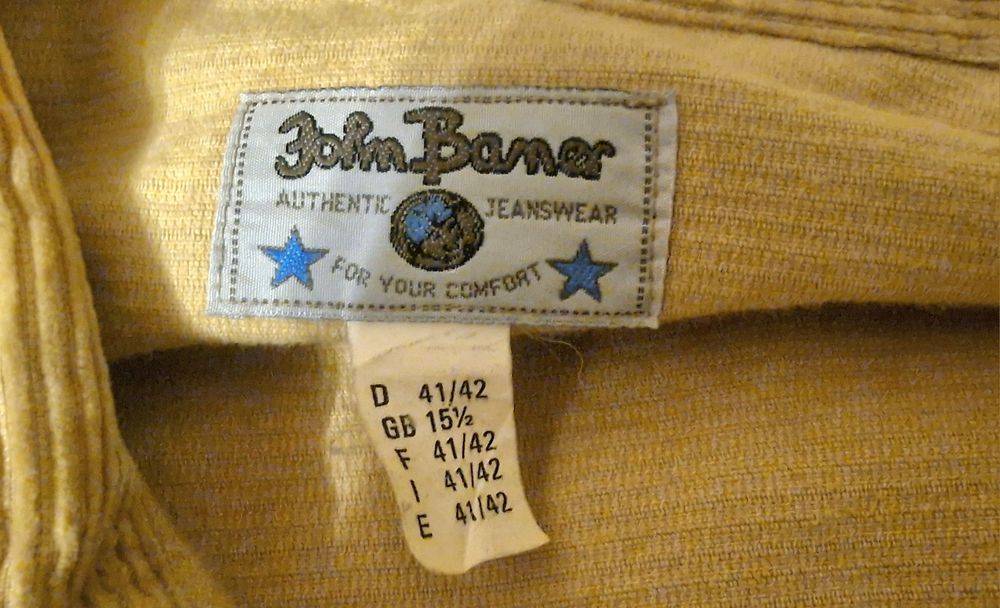 John Baner
AUTHENTIC JEANSWEAR
FOR YOUR COMFORT
D 41/42
GB 15½
F 41/42
I 41/42
E 41/42